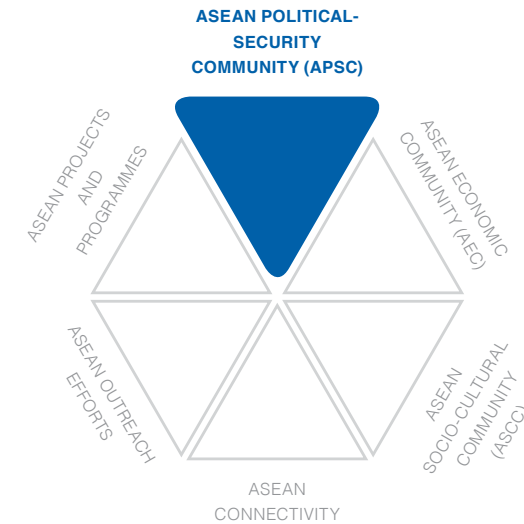 ASEAN POLITICAL-
SECURITY
COMMUNITY (APSC)
ASEAN PROJECTS
AND
PROGRAMMES
ASEAN ECONOMIC
COMMUNITY (AEC)
ASEAN OUTREACH
EFFORTS
ASEAN
SOCIO-CULTURAL
COMMUNITY
(ASCC)
ASEAN
CONNECTIVITY